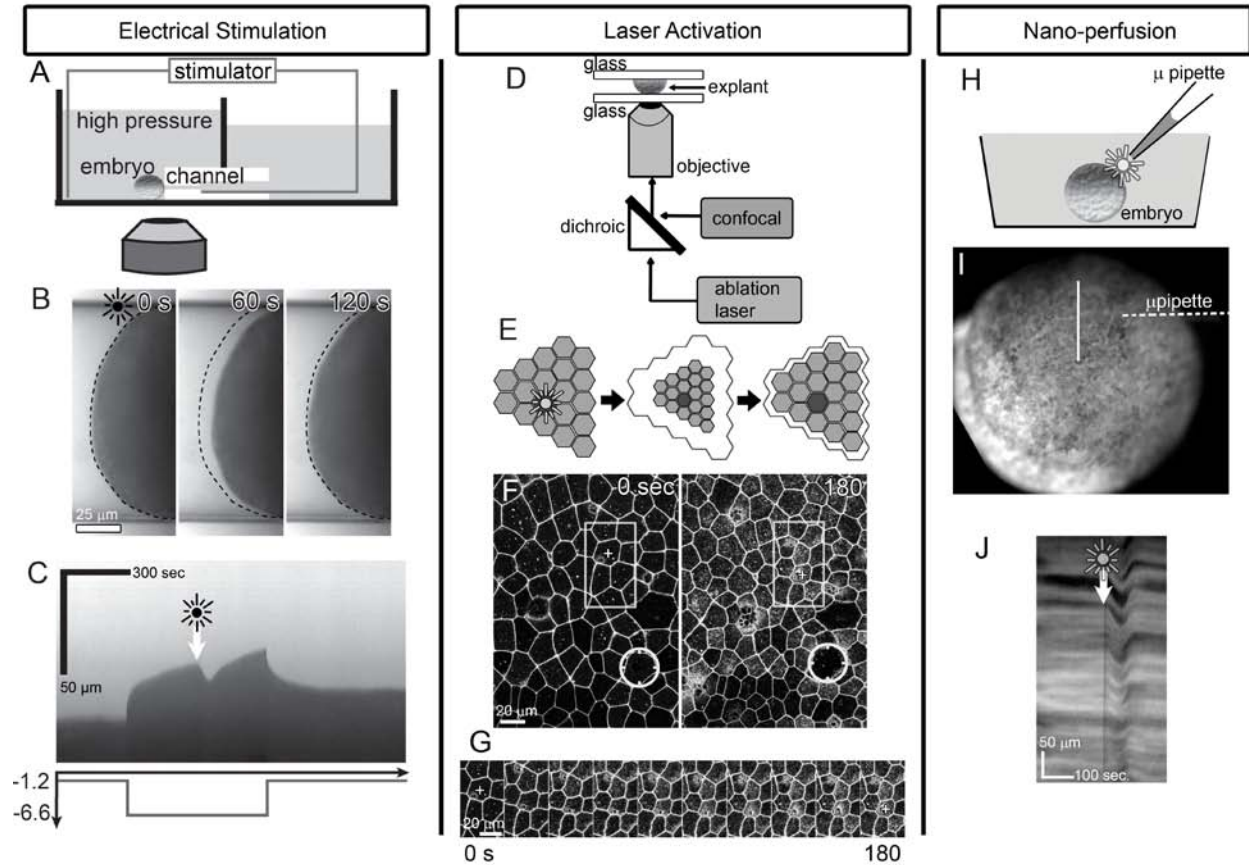 Electrical Stimulation
A
stimulator
high pressure
embryo
channel
B
0 s
60 s
120 s
25 μm
C
300 sec
50 μm
-1.2
-6.6
Laser Activation
D
glass
explant
glass
objective
dichroic
confocal
ablation
laser
E
F
0 sec
180
20 μm
G
20 μm
0 s
180
Nano-perfusion
H
μ pipette
embryo
I
μpipette
J
50 μm
100 sec.